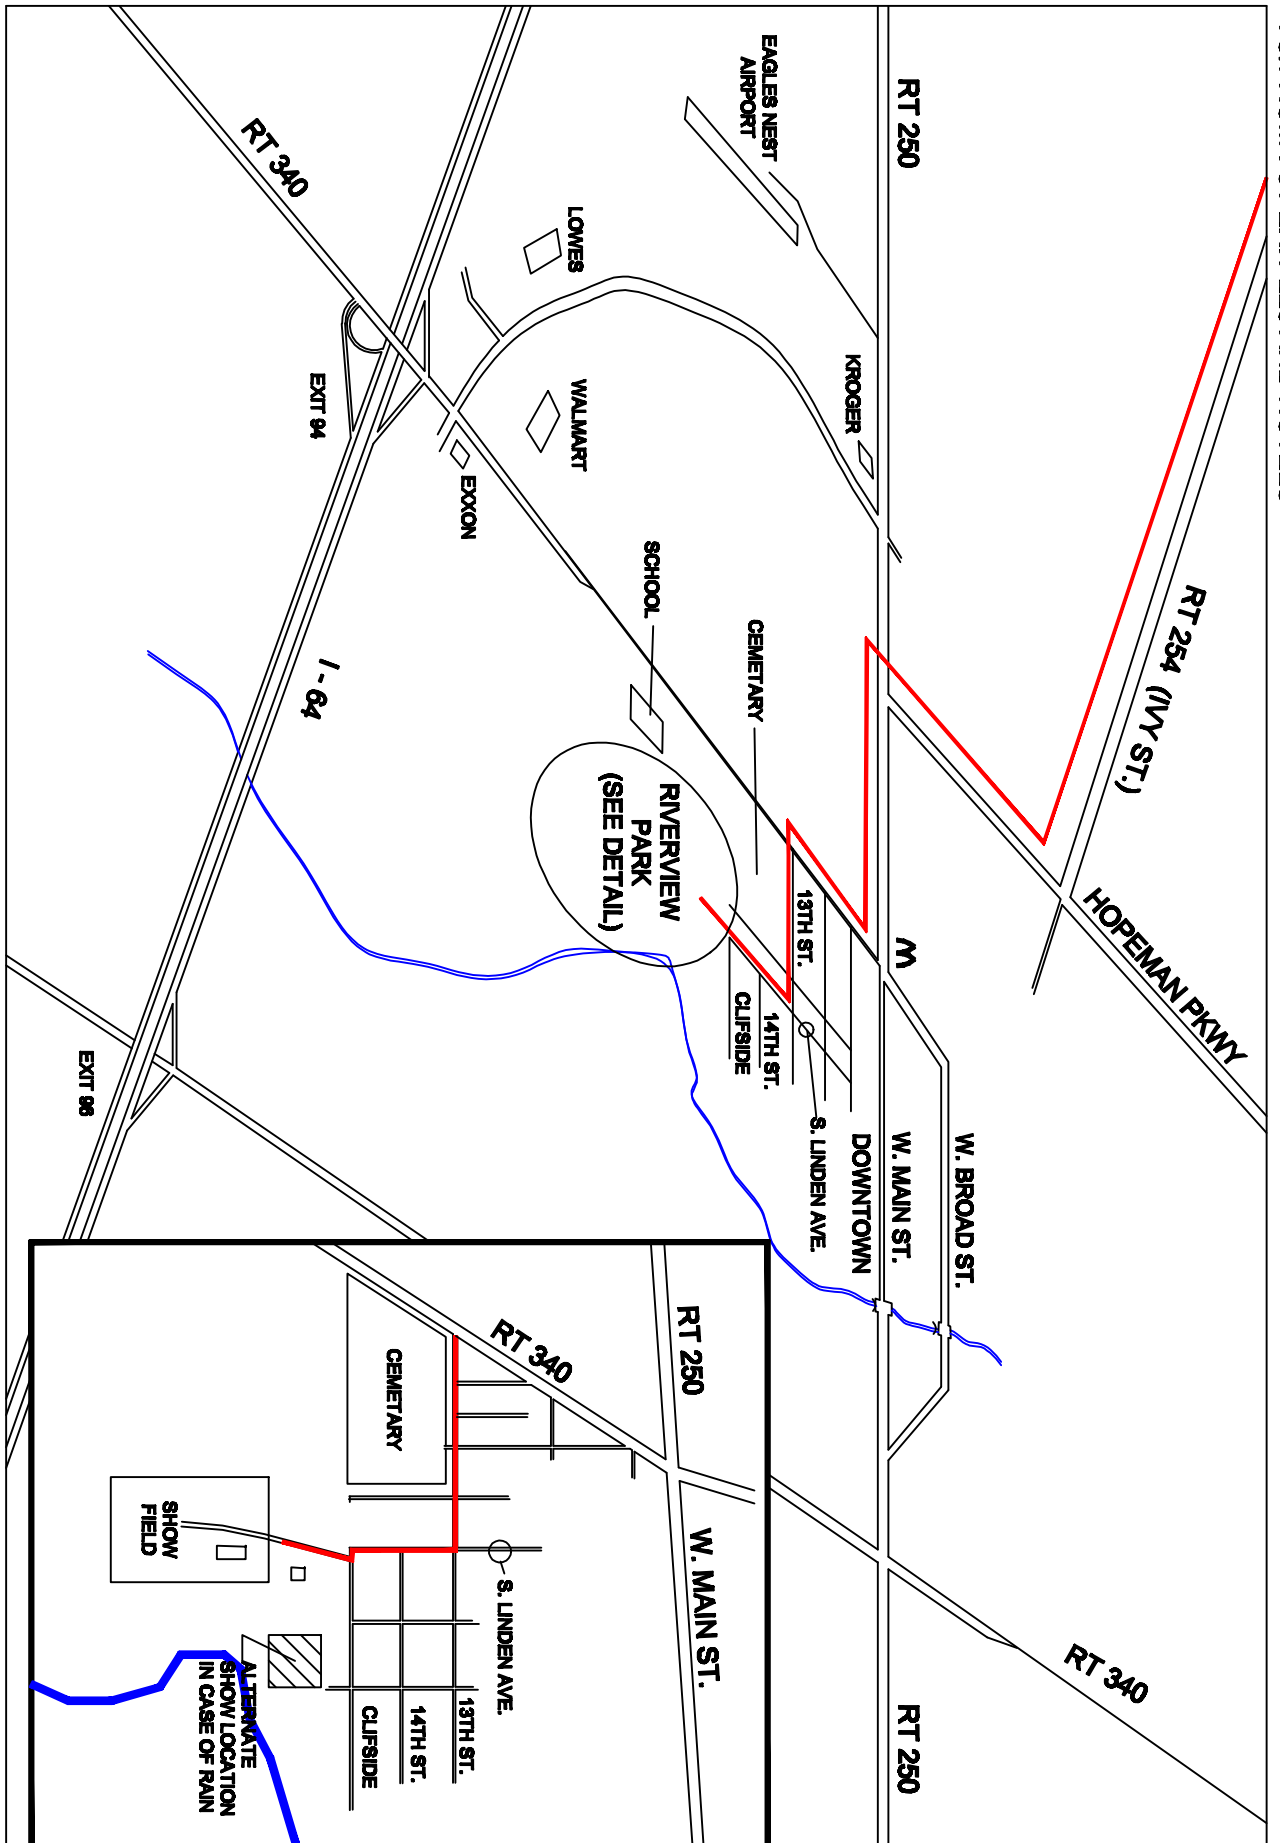 RT 250
EAGLES NEST
AIRPORT
RT 340
LOWES
KROGER
WALMART
EXIT 94
EXXON
RT 254 (IVY ST.)
SCHOOL
CEMETARY
I - 64
RIVERVIEW
PARK
(SEE DETAIL)
HOPEMAN PKWY
13TH ST.
14TH ST.
CLIFSIDE
S. LINDEN AVE.
W. BROAD ST.
W. MAIN ST.
DOWNTOWN
EXIT 96
RT 340
RT 250
RT 250
W. MAIN ST.
RT 340
CEMETARY
S. LINDEN AVE.
SHOW
FIELD
13TH ST.
14TH ST.
CLIFSIDE
ALTERNATE
SHOW LOCATION
IN CASE OF RAIN